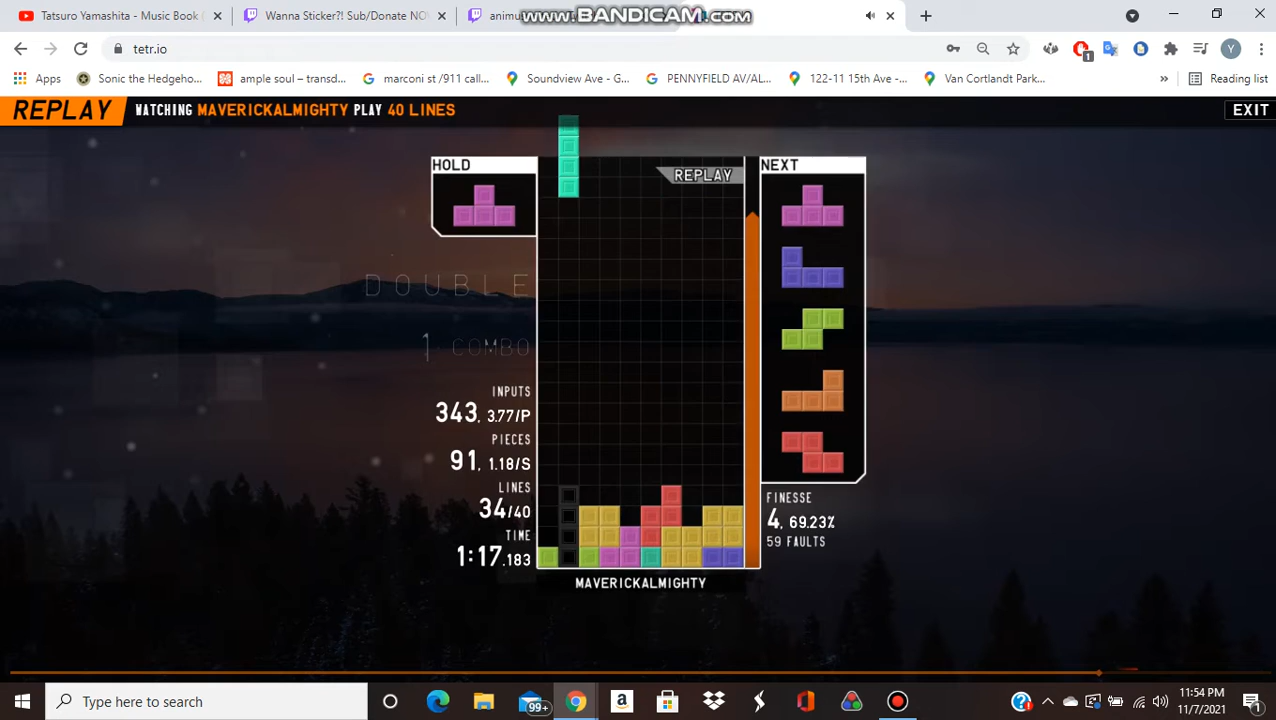 Tatsuro Yamashita - Music Book (
Wanna Sticker?! Sub/Donate NO
anim
www.BANDICAM.com
tetr.io
1
Y
Apps
Sonic the Hedgeho...
ample soul – transd...
marconi st /911 call...
Soundview Ave - G...
PENNYFIELD AV/AL...
122-11 15th Ave -...
Van Cortlandt Park...
»
Reading list
REPLAY
WATCHING MAVERICKALMIGHTY PLAY 40 LINES
EXIT
HOLD
REPLAY
NEXT
DOUBLE
1 COMBO
INPUTS
343, 3.77/P
PIECES
91, 1.18/S
LINES
34/40
TIME
1:17.183
FINESSE
4, 69.23%
59 FAULTS
MAVERICKALMIGHTY
Type here to search
99+
11:54 PM
11/7/2021
1